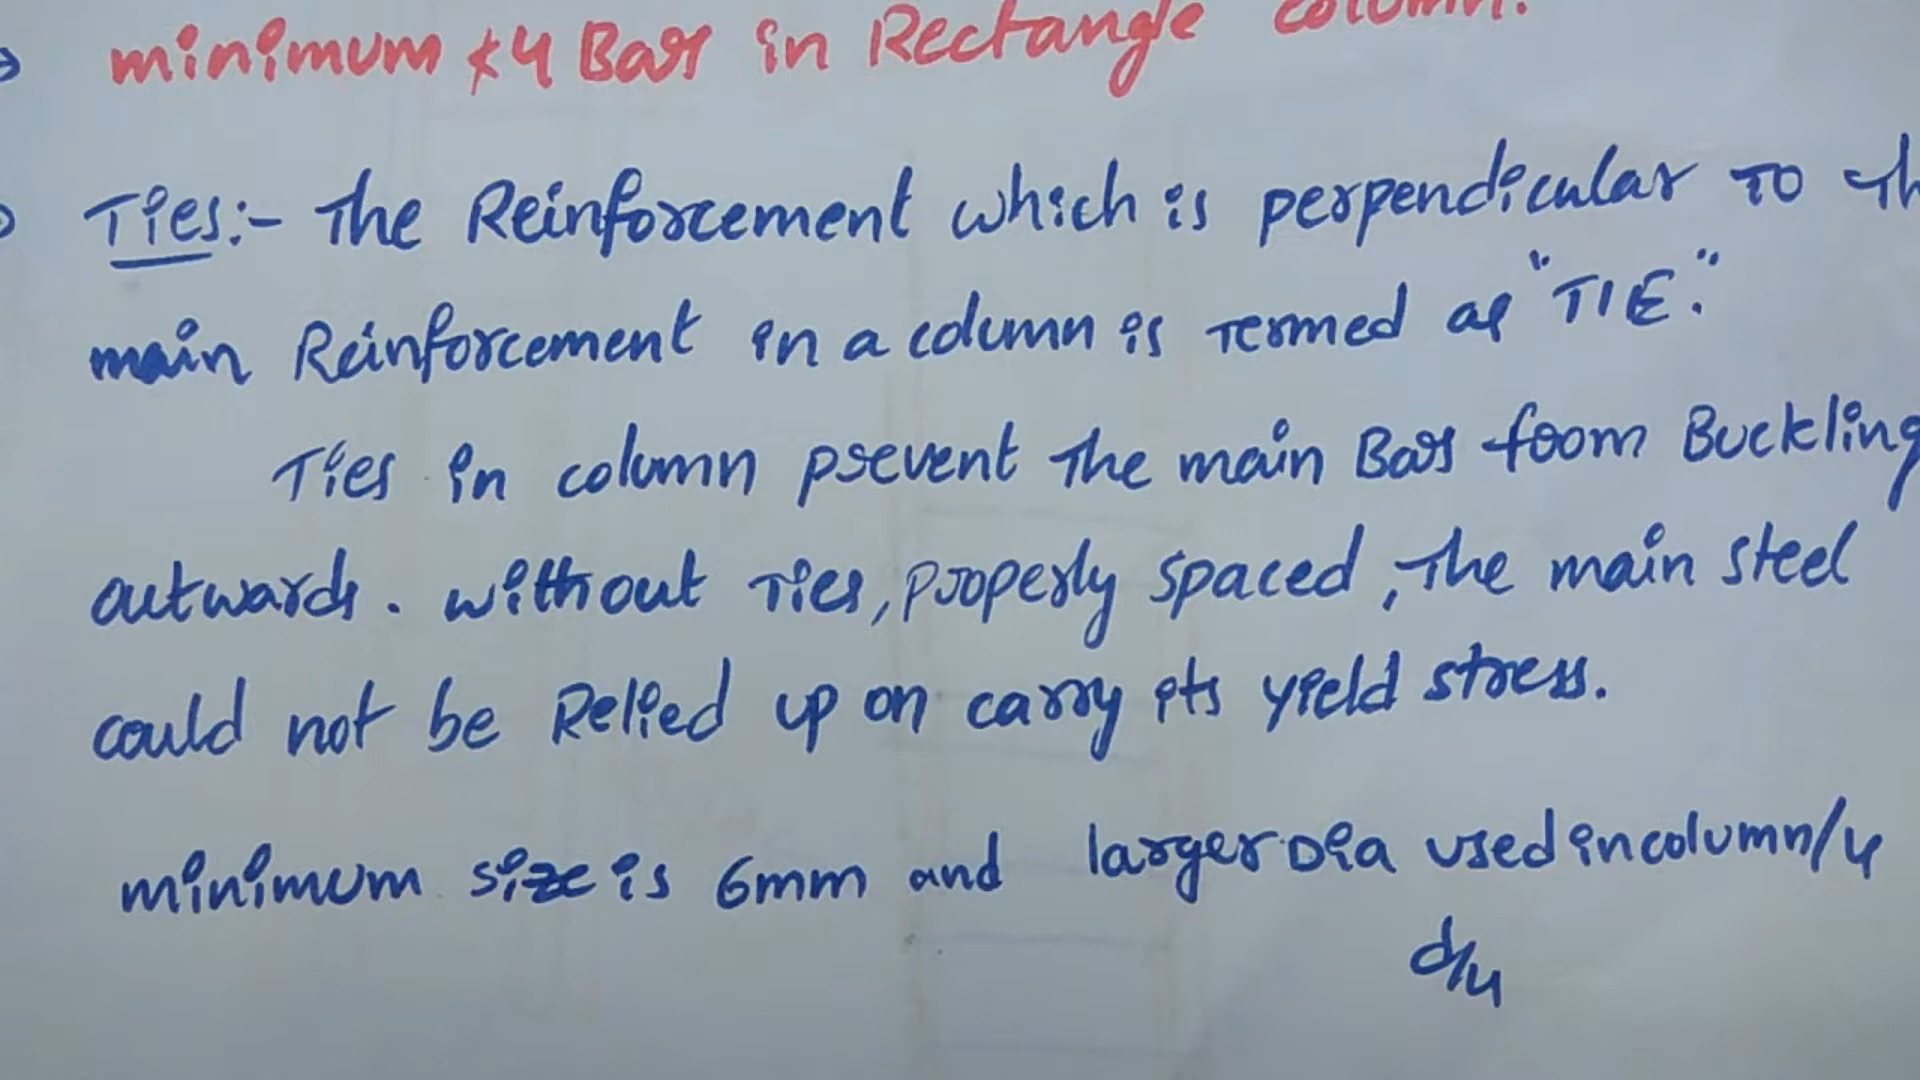 → minimum ≮4 Bars in Rectangle column.
Ties:- The Reinforcement which is perpendicular To th
main Reinforcement in a column is Termed as "TIE."
Ties in column prevent The main Bars from Buckling
outwards. without Ties, properly spaced, The main steel
could not be Relied up on carry its yield stress.
minimum size is 6mm and larger Dia used in column/4
d/4